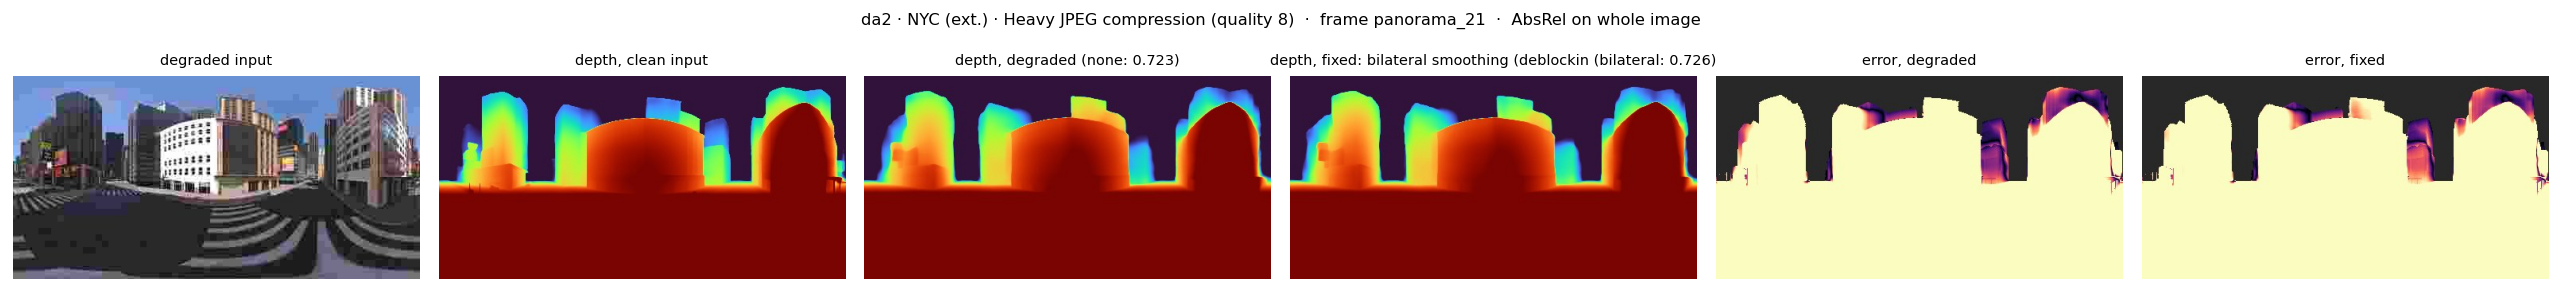 da2 · NYC (ext.) · Heavy JPEG compression (quality 8)  ·  frame panorama_21  ·  AbsRel on whole image
degraded input
depth, clean input
depth, degraded (none: 0.723)
depth, fixed: bilateral smoothing (deblockin (bilateral: 0.726)
error, degraded
error, fixed